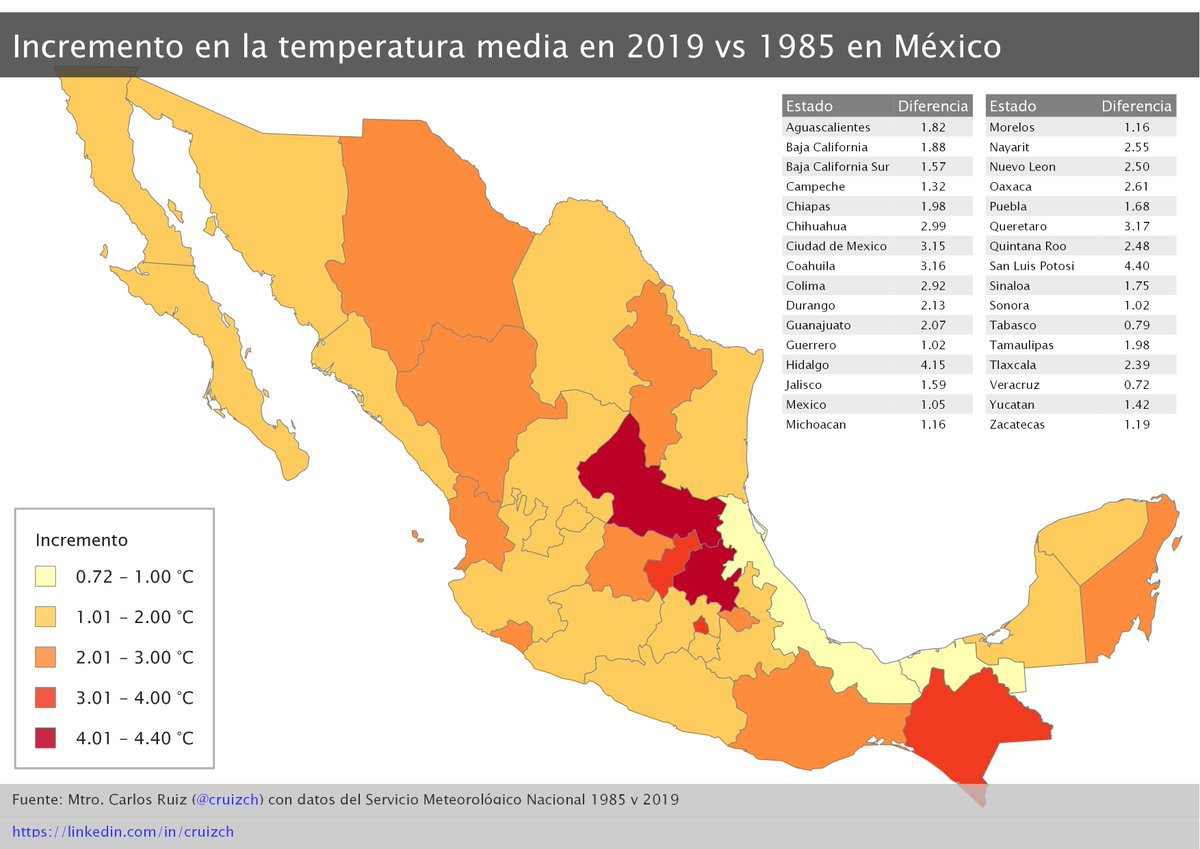 Incremento en la temperatura media en 2019 vs 1985 en México
Estado Diferencia
Aguascalientes 1.82
Baja California 1.88
Baja California Sur 1.57
Campeche 1.32
Chiapas 1.98
Chihuahua 2.99
Ciudad de Mexico 3.15
Coahuila 3.16
Colima 2.92
Durango 2.13
Guanajuato 2.07
Guerrero 1.02
Hidalgo 4.15
Jalisco 1.59
Mexico 1.05
Michoacan 1.16
Estado Diferencia
Morelos 1.16
Nayarit 2.55
Nuevo Leon 2.50
Oaxaca 2.61
Puebla 1.68
Queretaro 3.17
Quintana Roo 2.48
San Luis Potosi 4.40
Sinaloa 1.75
Sonora 1.02
Tabasco 0.79
Tamaulipas 1.98
Tlaxcala 2.39
Veracruz 0.72
Yucatan 1.42
Zacatecas 1.19
Incremento
0.72 – 1.00 °C
1.01 – 2.00 °C
2.01 – 3.00 °C
3.01 – 4.00 °C
4.01 – 4.40 °C
Fuente: Mtro. Carlos Ruiz (@cruizch) con datos del Servicio Meteorológico Nacional 1985 y 2019
https://linkedin.com/in/cruizch